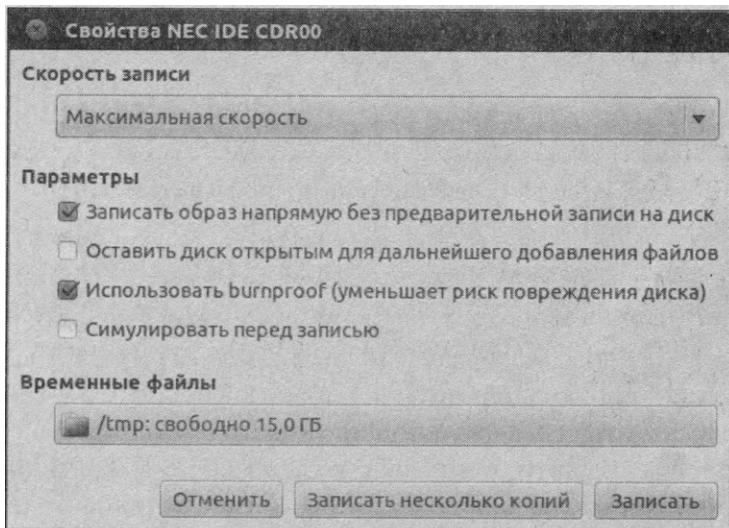 Свойства NEC IDE CDR00
Скорость записи
Максимальная скорость
Параметры
Записать образ напрямую без предварительной записи на диск
Оставить диск открытым для дальнейшего добавления файлов
Использовать burnproof (уменьшает риск повреждения диска)
Симулировать перед записью
Временные файлы
/tmp: свободно 15,0 ГБ
Отменить Записать несколько копий Записать